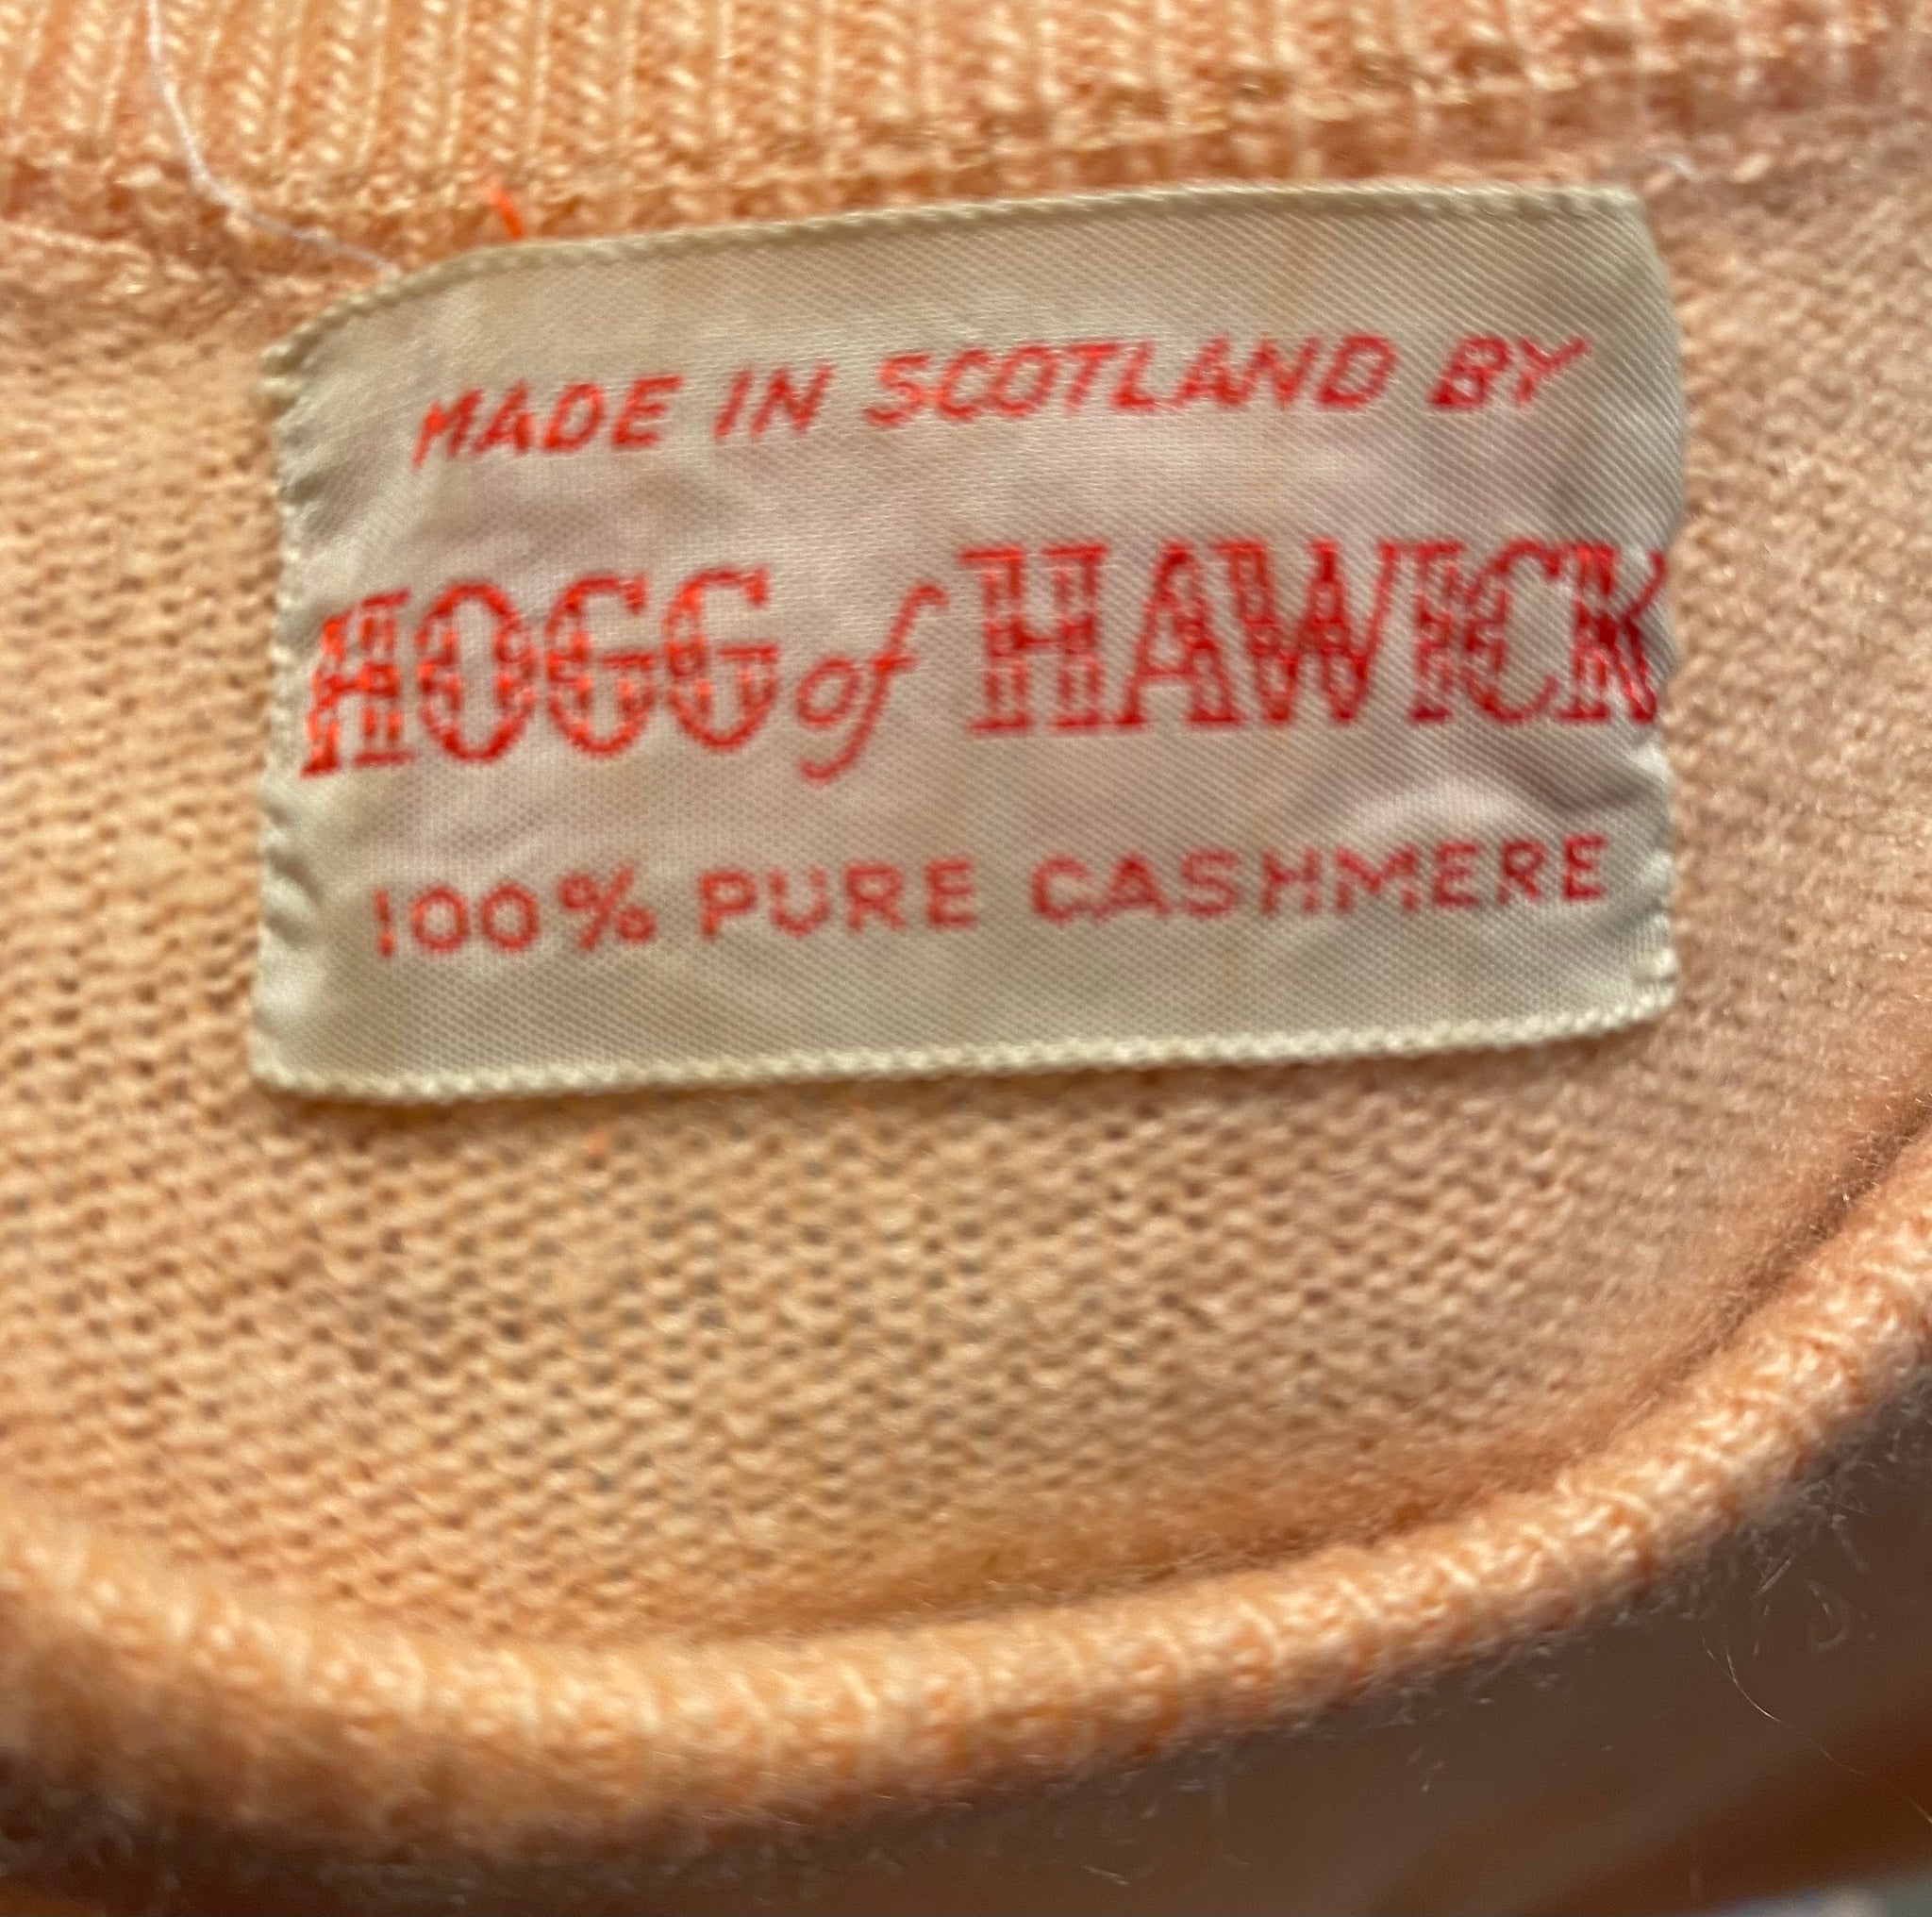 MADE IN SCOTLAND BY
HOGG of HAWICK
100% PURE CASHMERE